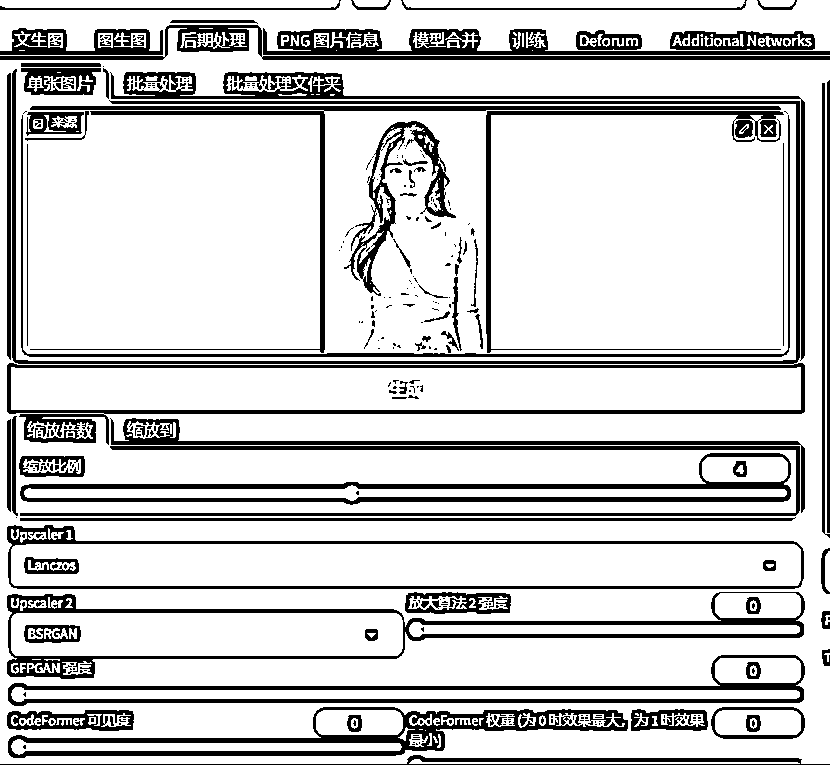 文生图 图生图 后期处理 PNG 图片信息 模型合并 训练 Deforum Additional Networks
单张图片 批量处理 批量处理文件夹
来源
生成
缩放倍数 缩放到
缩放比例 4
Upscaler 1
Lanczos
Upscaler 2 放大算法 2 强度 0
BSRGAN
GFPGAN 强度 0
CodeFormer 可见度 0 CodeFormer 权重 (为 0 时效果最大，为 1 时效果最小) 0